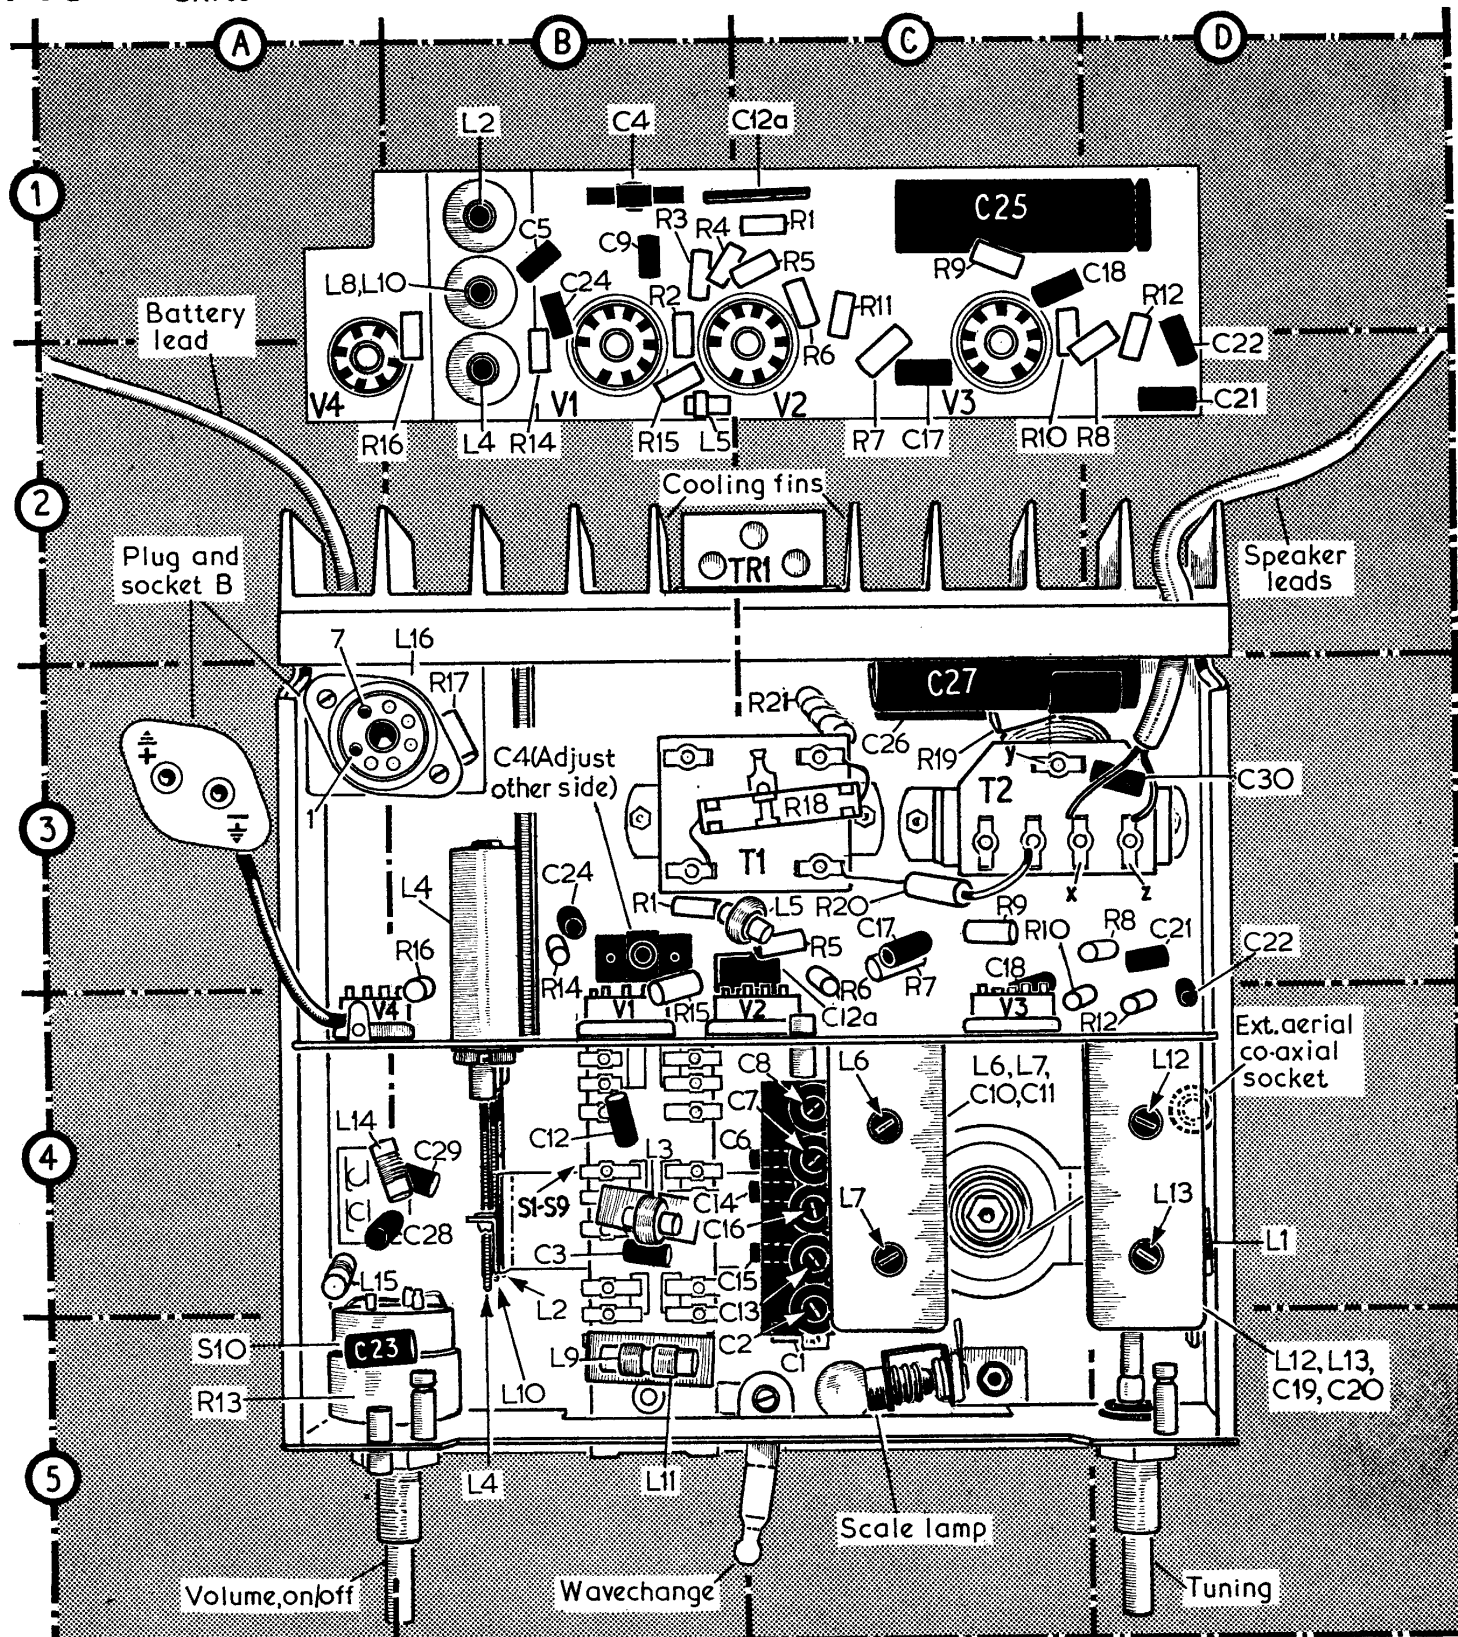 A
B
C
D
1
L2
C4
C12a
C25
C5
C9
R3
R4
R1
R5
R9
C18
L8,L10
C24
R2
R6
R11
R12
Battery
lead
C22
V4
V1
V2
V3
C21
R16
L4
R14
R15
L5
R7
C17
R10
R8
2
Cooling fins
TR1
Plug and
socket B
Speaker
leads
7
L16
R17
C27
R21
C26
R19
y
C4(Adjust
other side)
C30
T2
R18
1
3
T1
x
z
L4
C24
R1
L5
R20
R9
R10
R8
C21
C22
C17
R5
R16
R14
R7
C18
R6
V4
V1
R15
V2
C12a
V3
R12
Ext. aerial
co-axial
socket
C8
L6
L6, L7,
C10, C11
L12
C7
L14
C29
C12
C6
L3
4
S1-S9
C14
C16
L7
L13
C28
C3
C15
L1
L15
L2
C13
S10
C23
C2
C1
L9
L12, L13,
C19, C20
R13
L10
5
L4
L11
Scale lamp
Volume, on/off
Wavechange
Tuning